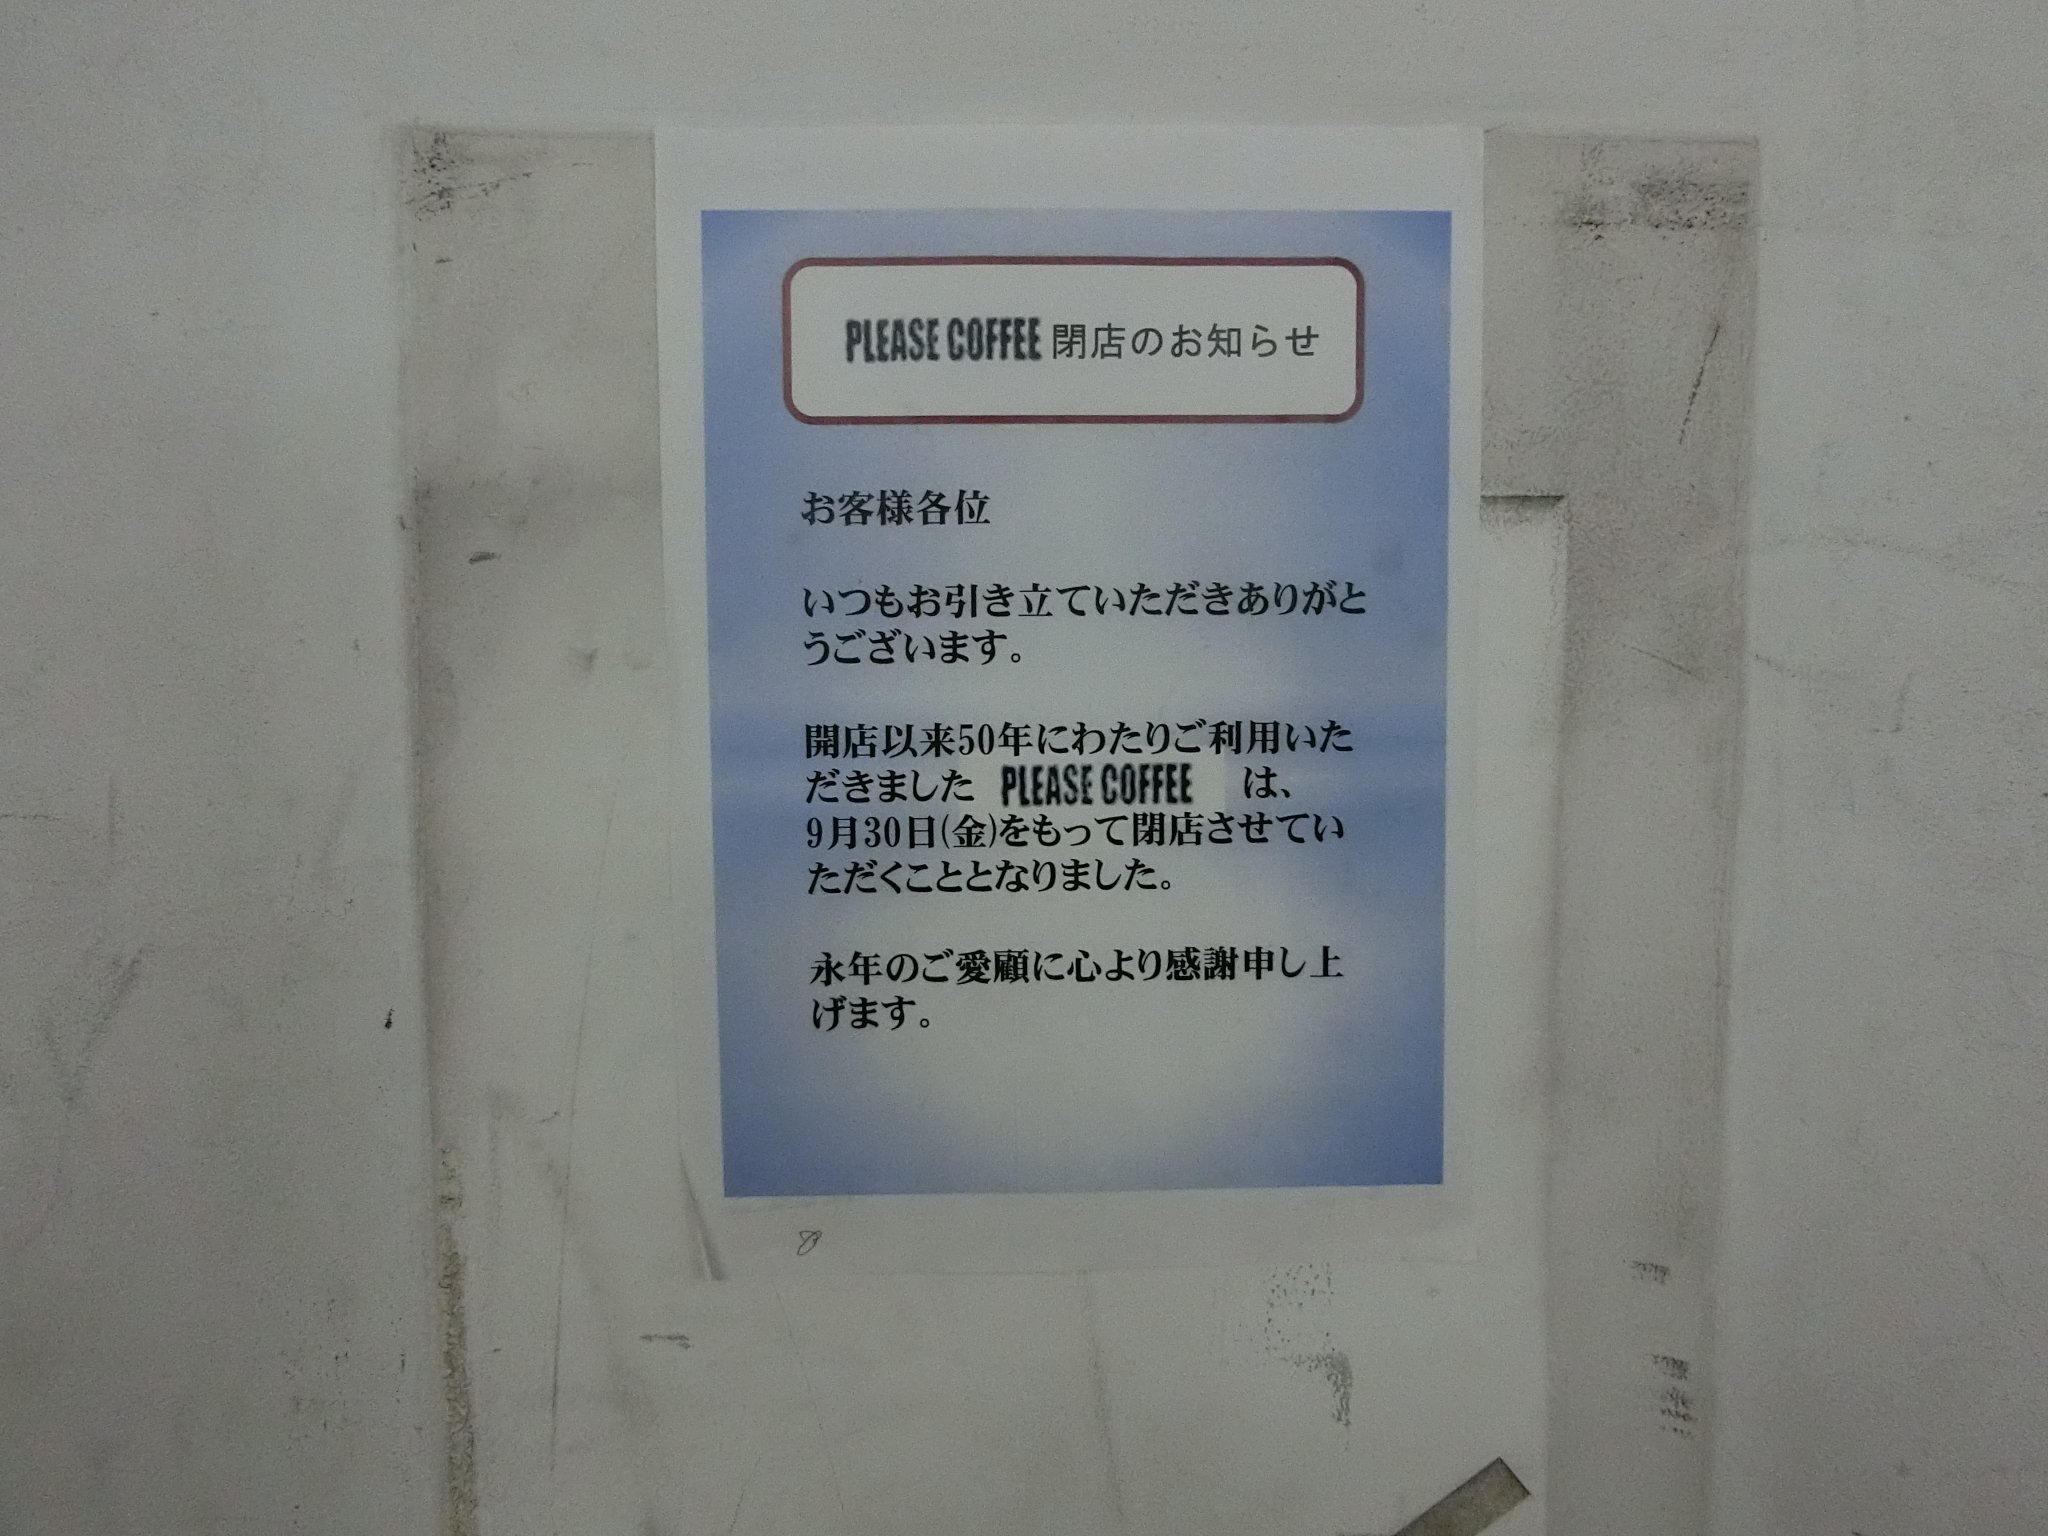 PLEASE COFFEE 閉店のお知らせ
お客様各位
いつもお引き立ていただきありがと
うございます。
開店以来50年にわたりご利用いた
だきました PLEASE COFFEE は、
9月30日(金)をもって閉店させてい
ただくこととなりました。
永年のご愛顧に心より感謝申し上
げます。